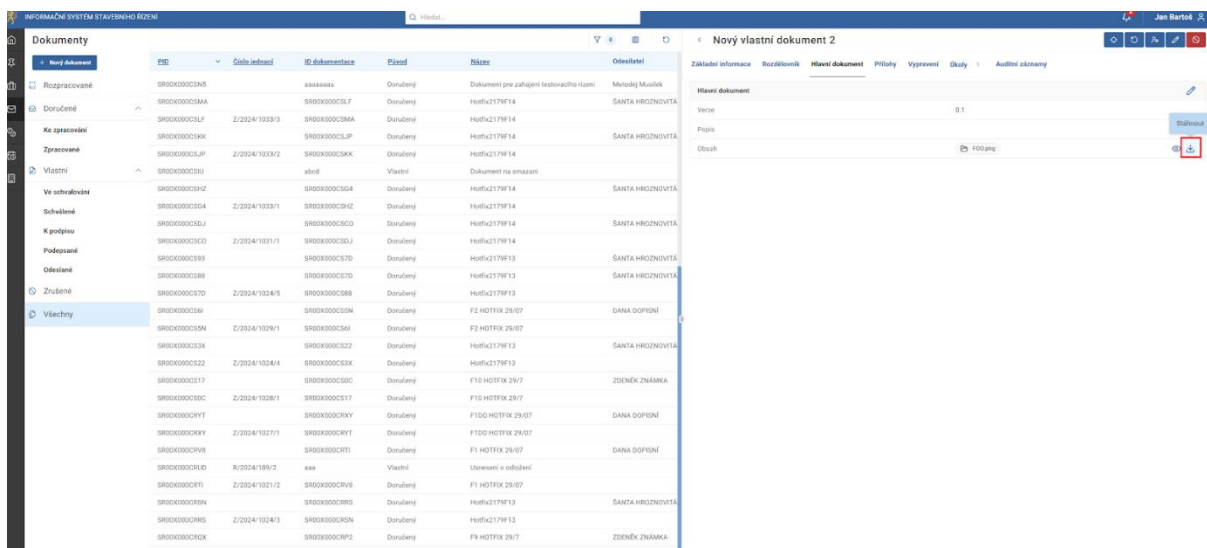 INFORMAČNÍ SYSTÉM STAVEBNÍHO ŘÍZENÍ
Hledat...
Jan Bartoš
Dokumenty
+ Nový dokument
Rozpracované
Doručené
Ke zpracování
Zpracované
Vlastní
Ve schvalování
Schválené
K podpisu
Podepsané
Odeslané
Zrušené
Všechny
PID Číslo jednací ID dokumentace Původ Název Odesílatel
SR00X000CSN5 aaaaaaaa Doručený Dokument pro zahájení testovacího řízení Metoděj Musílek
SR00X000CSMA SR00X000CSLF Doručený Hotfix2179F14 ŠANTA HROZNOVITÁ
SR00X000CSLF Z/2024/1033/3 SR00X000CSMA Doručený Hotfix2179F14
SR00X000CSKK SR00X000CSJP Doručený Hotfix2179F14 ŠANTA HROZNOVITÁ
SR00X000CSJP Z/2024/1033/2 SR00X000CSKK Doručený Hotfix2179F14
SR00X000CSIU abcd Vlastní Dokument na smazaní
SR00X000CSHZ SR00X000CSG4 Doručený Hotfix2179F14 ŠANTA HROZNOVITÁ
SR00X000CSG4 Z/2024/1033/1 SR00X000CSHZ Doručený Hotfix2179F14
SR00X000CSDJ SR00X000CSCO Doručený Hotfix2179F14 ŠANTA HROZNOVITÁ
SR00X000CSCO Z/2024/1031/1 SR00X000CSDJ Doručený Hotfix2179F14
SR00X000CS93 SR00X000CS7D Doručený Hotfix2179F13 ŠANTA HROZNOVITÁ
SR00X000CS88 SR00X000CS7D Doručený Hotfix2179F13 ŠANTA HROZNOVITÁ
SR00X000CS7D Z/2024/1024/5 SR00X000CS88 Doručený Hotfix2179F13
SR00X000CS6I SR00X000CS5N Doručený F2 HOTFIX 29/07 DANA DOPISNÍ
SR00X000CS5N Z/2024/1029/1 SR00X000CS6I Doručený F2 HOTFIX 29/07
SR00X000CS3X SR00X000CS22 Doručený Hotfix2179F13 ŠANTA HROZNOVITÁ
SR00X000CS22 Z/2024/1024/4 SR00X000CS3X Doručený Hotfix2179F13
SR00X000CS17 SR00X000CS0C Doručený F10 HOTFIX 29/7 ZDENĚK ZNÁMKA
SR00X000CS0C Z/2024/1028/1 SR00X000CS17 Doručený F10 HOTFIX 29/7
SR00X000CRYT SR00X000CRXY Doručený F1DO HOTFIX 29/07 DANA DOPISNÍ
SR00X000CRXY Z/2024/1027/1 SR00X000CRYT Doručený F1DO HOTFIX 29/07
SR00X000CRV8 SR00X000CRTI Doručený F1 HOTFIX 29/07 DANA DOPISNÍ
SR00X000CRUD R/2024/189/2 aaa Vlastní Usnesení o odložení
SR00X000CRTI Z/2024/1021/2 SR00X000CRV8 Doručený F1 HOTFIX 29/07
SR00X000CRSN SR00X000CRRS Doručený Hotfix2179F13 ŠANTA HROZNOVITÁ
SR00X000CRRS Z/2024/1024/3 SR00X000CRSN Doručený Hotfix2179F13
SR00X000CRQX SR00X000CRP2 Doručený F9 HOTFIX 29/7 ZDENĚK ZNÁMKA
Nový vlastní dokument 2
Základní informace Rozdělovník Hlavní dokument Přílohy Vypravení Úkoly 1 Auditní záznamy
Hlavní dokument
Verze 0.1
Popis
Stáhnout
Obsah FOO.png